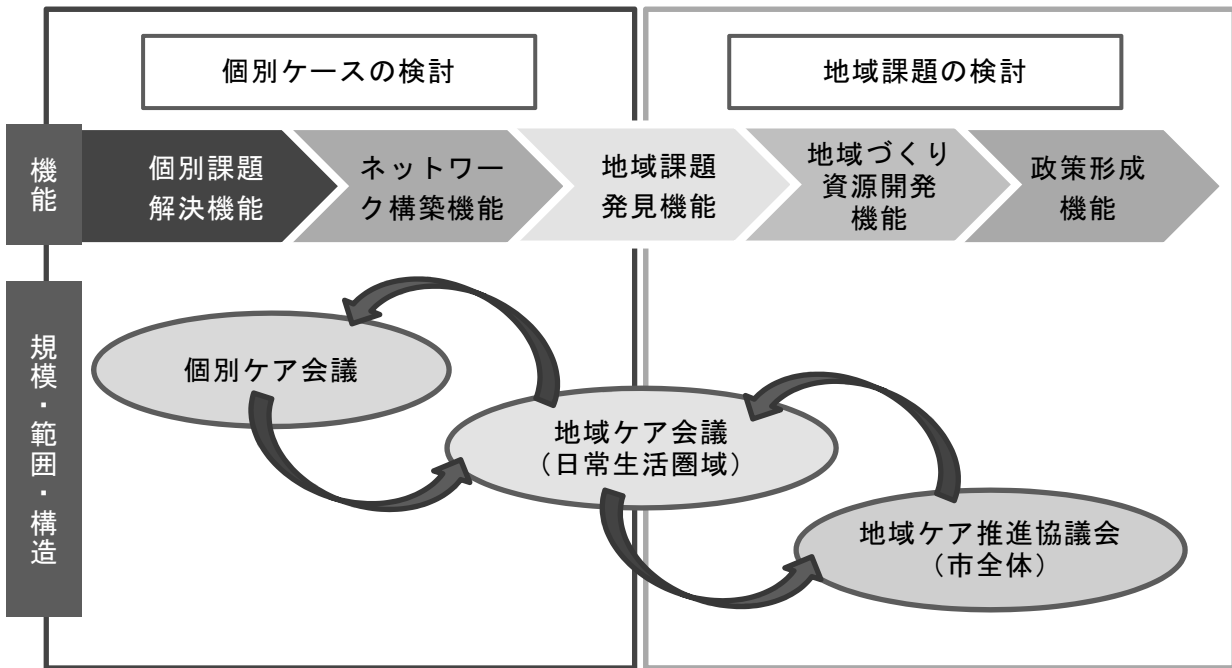 個別ケースの検討
地域課題の検討
機能
個別課題
解決機能
ネットワー
ク構築機能
地域課題
発見機能
地域づくり
資源開発
機能
政策形成
機能
規模・範囲・構造
個別ケア会議
地域ケア会議
（日常生活圏域）
地域ケア推進協議会
（市全体）